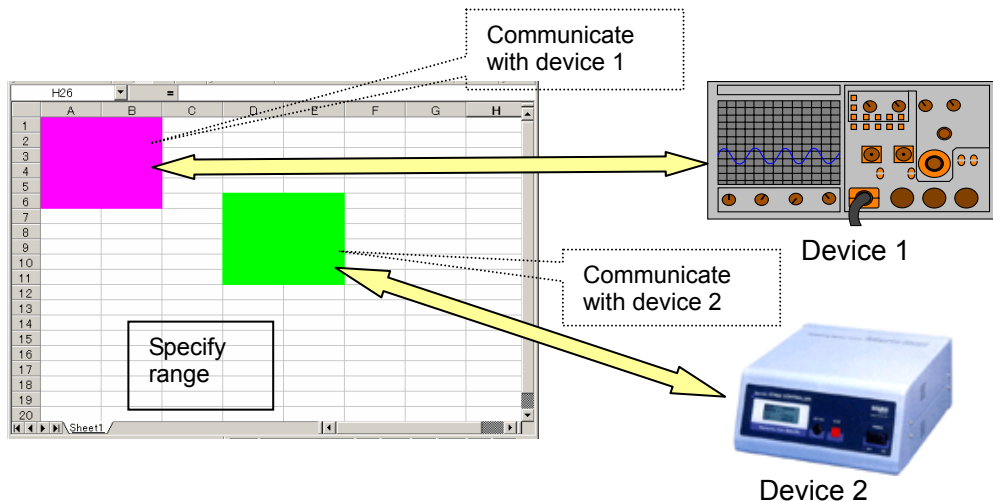 Communicate
with device 1
H26 =
A B C D E F G H
1
2
3
4
5
6
7
8
9
10
11
12
13
14
15
16
17
18
19
20
Sheet1
Specify
range
Communicate
with device 2
Device 1
Device 2